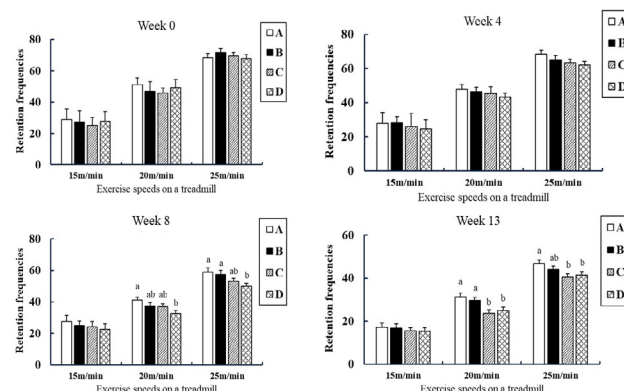 Week 0
Retention frequencies
80
60
40
20
0
15m/min 20m/min 25m/min
Exercise speeds on a treadmill
A
B
C
D
Week 4
Retention frequencies
80
60
40
20
0
15m/min 20m/min 25m/min
Exercise speeds on a treadmill
A
B
C
D
Week 8
Retention frequencies
80
60
40
20
0
a ab ab b
a a ab b
15m/min 20m/min 25m/min
Exercise speeds on a treadmill
A
B
C
D
Week 13
Retention frequencies
60
40
20
0
a a b b
a a b b
15m/min 20m/min 25m/min
Exercise speeds on a treadmill
A
B
C
D